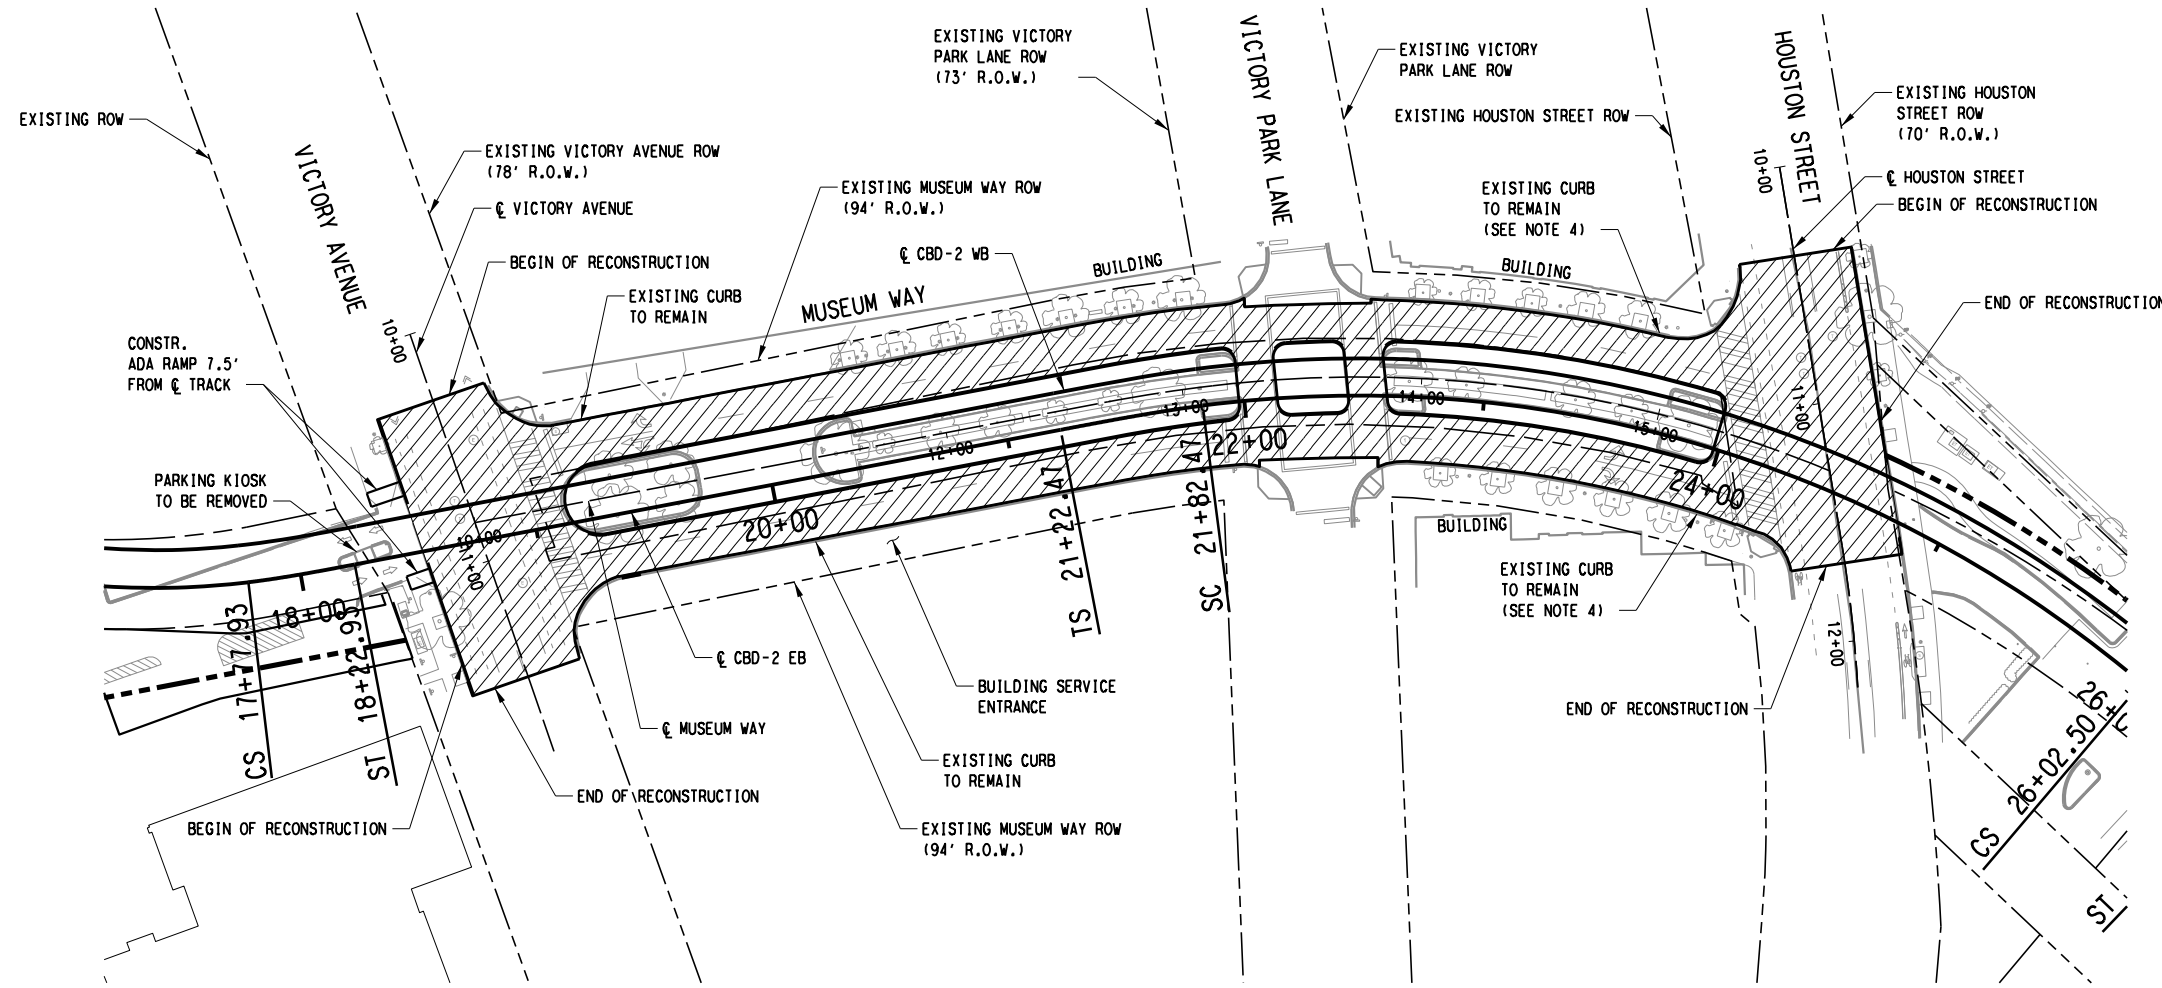 EXISTING VICTORY
PARK LANE ROW
(73' R.O.W.)
VICTORY PARK LANE
EXISTING VICTORY
PARK LANE ROW
HOUSTON STREET
EXISTING HOUSTON
STREET ROW
(70' R.O.W.)
EXISTING ROW
EXISTING HOUSTON STREET ROW
VICTORY AVENUE
EXISTING VICTORY AVENUE ROW
(78' R.O.W.)
10+00
℄ HOUSTON STREET
EXISTING MUSEUM WAY ROW
(94' R.O.W.)
EXISTING CURB
TO REMAIN
(SEE NOTE 4)
BEGIN OF RECONSTRUCTION
℄ VICTORY AVENUE
℄ CBD-2 WB
BUILDING
BUILDING
BEGIN OF RECONSTRUCTION
MUSEUM WAY
EXISTING CURB
TO REMAIN
END OF RECONSTRUCTION
10+00
CONSTR.
ADA RAMP 7.5'
FROM ℄ TRACK
13+00
14+00
11+00
15+00
12+00
22+00
PARKING KIOSK
TO BE REMOVED
24+00
20+00
BUILDING
10+00
11+00
EXISTING CURB
TO REMAIN
(SEE NOTE 4)
18+00
CS 17+77.93
ST 18+22.93
TS 21+22.47
SC 21+82.47
12+00
℄ CBD-2 EB
BUILDING SERVICE
ENTRANCE
END OF RECONSTRUCTION
℄ MUSEUM WAY
CS 26+02.50
EXISTING CURB
TO REMAIN
END OF RECONSTRUCTION
BEGIN OF RECONSTRUCTION
EXISTING MUSEUM WAY ROW
(94' R.O.W.)
ST